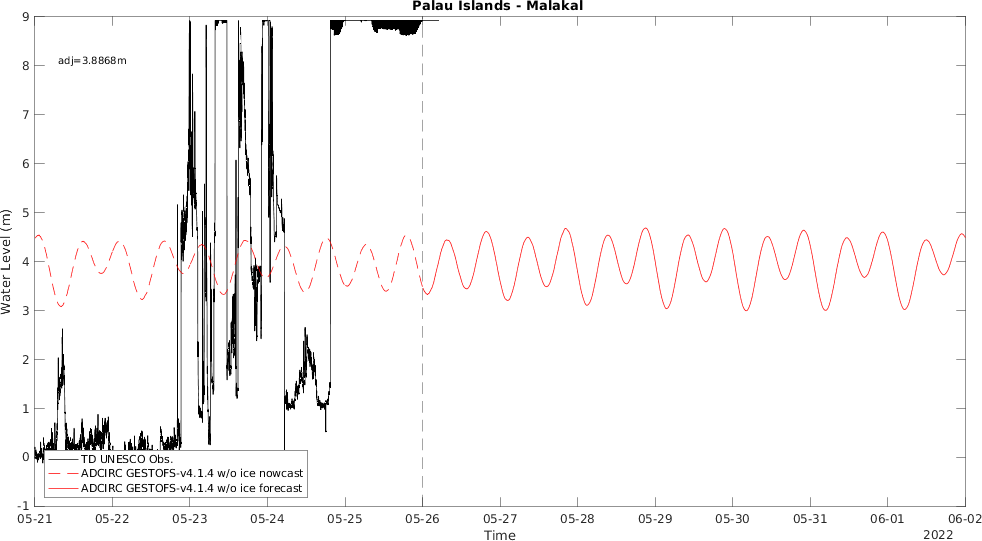 Palau Islands - Malakal
adj=3.8868m
Water Level (m)
9
8
7
6
5
4
3
2
1
0
-1
TD UNESCO Obs.
ADCIRC GESTOFS-v4.1.4 w/o ice nowcast
ADCIRC GESTOFS-v4.1.4 w/o ice forecast
05-21 05-22 05-23 05-24 05-25 05-26 05-27 05-28 05-29 05-30 05-31 06-01 06-02
Time
2022